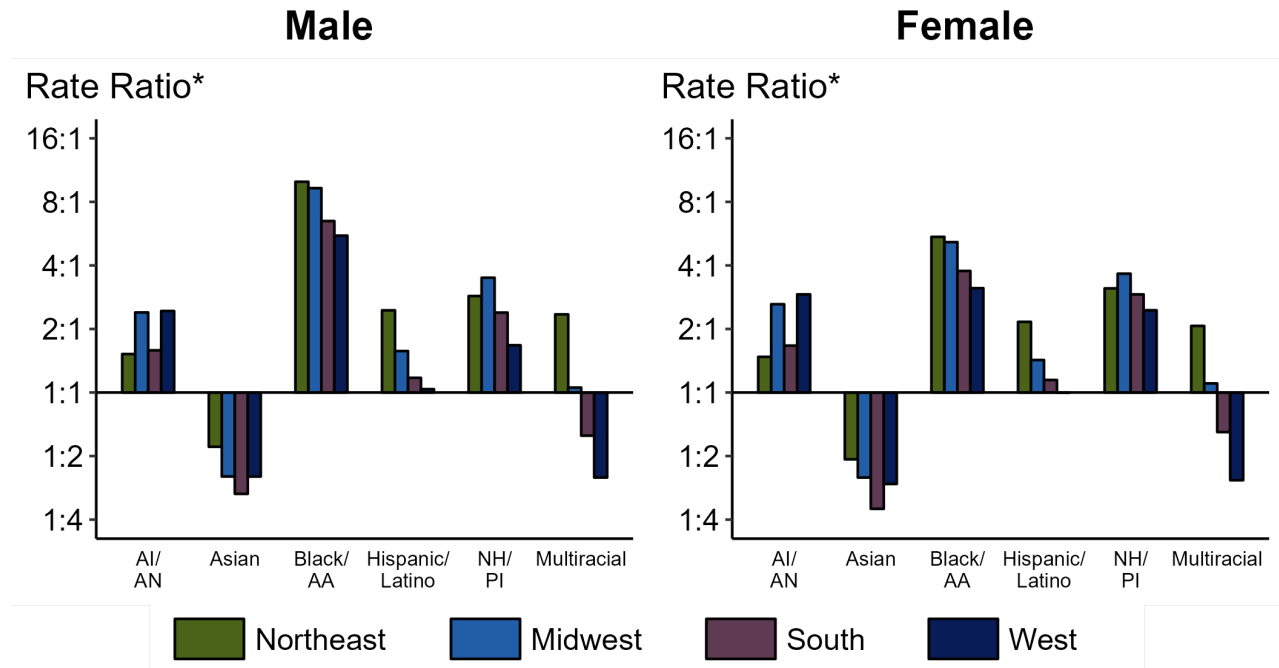 Male
Rate Ratio*
16:1
8:1
4:1
2:1
1:1
1:2
1:4
AI/
AN
Asian
Black/
AA
Hispanic/
Latino
NH/
PI
Multiracial
Female
Rate Ratio*
16:1
8:1
4:1
2:1
1:1
1:2
1:4
AI/
AN
Asian
Black/
AA
Hispanic/
Latino
NH/
PI
Multiracial
Northeast
Midwest
South
West